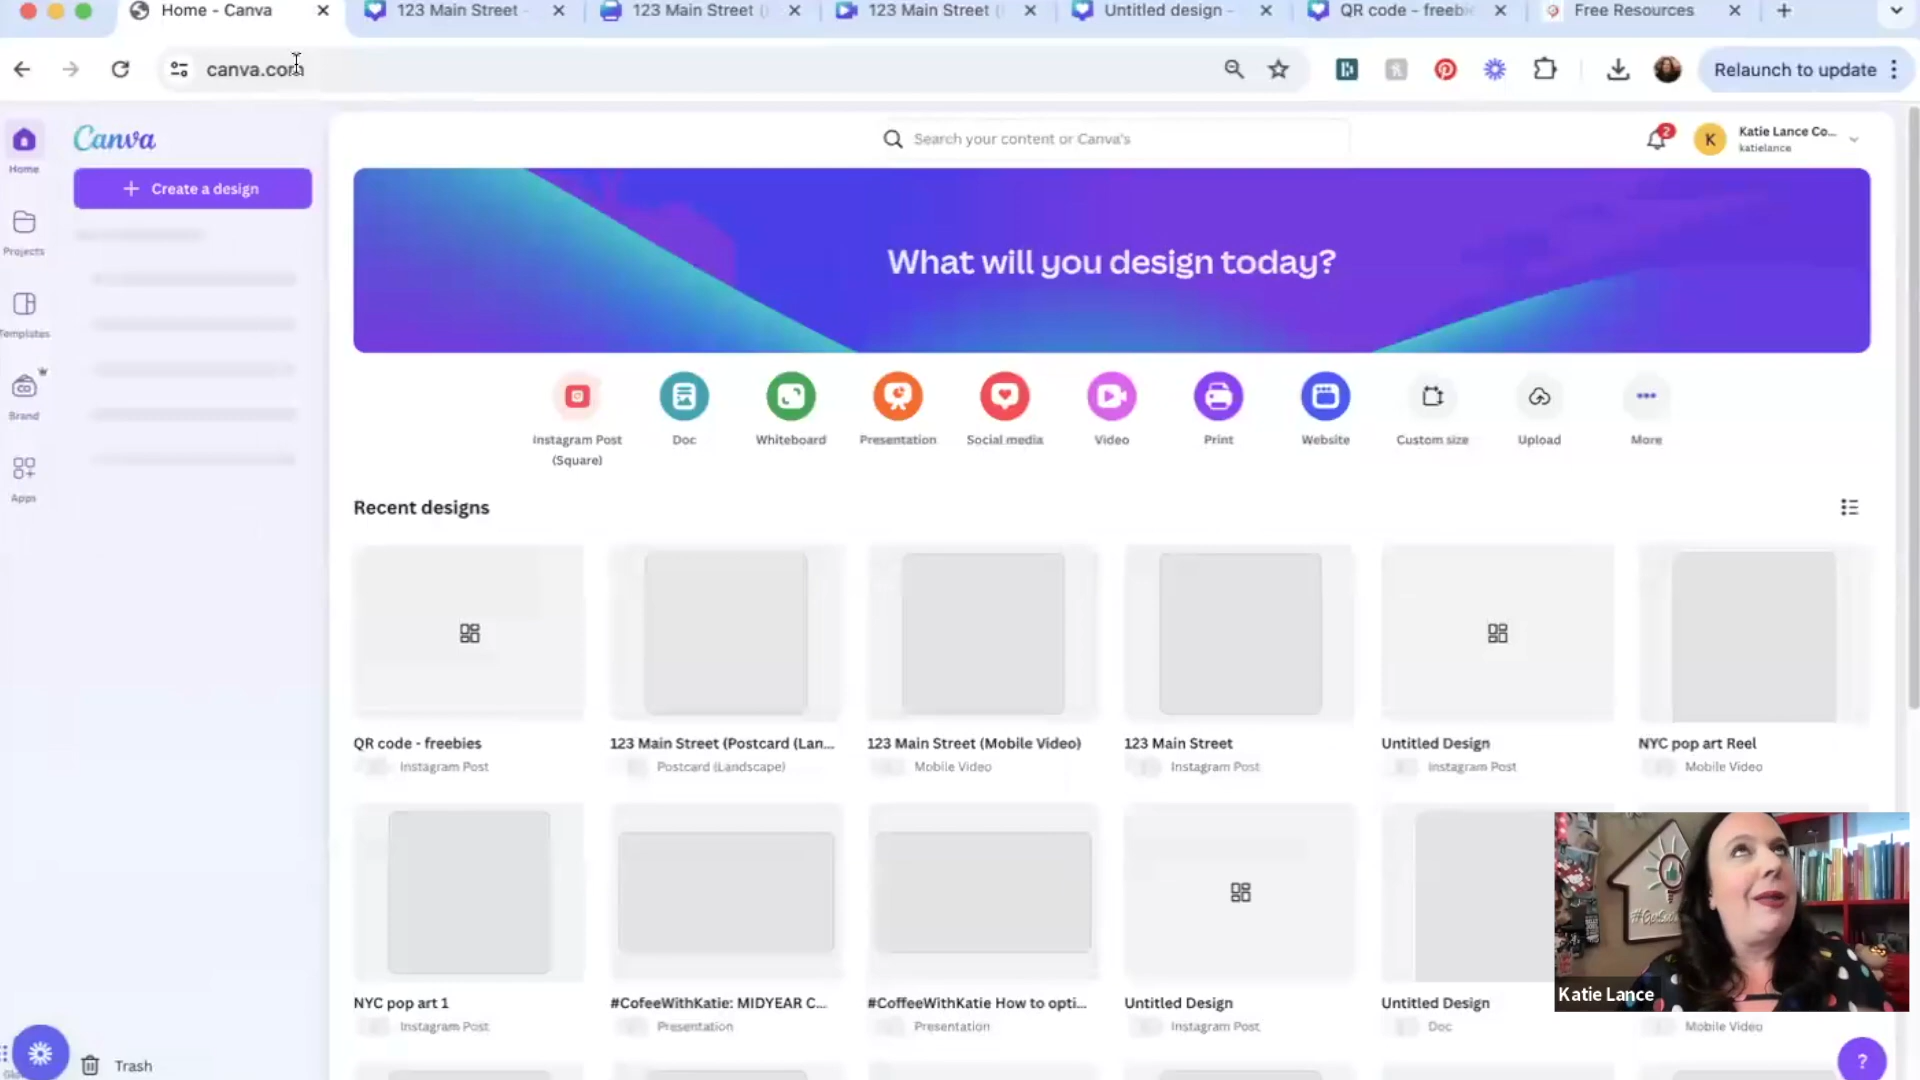 Home - Canva
123 Main Street -
123 Main Street (
123 Main Street (
Untitled design -
QR code - freebi
Free Resources
canva.com
Relaunch to update
Canva
Search your content or Canva's
2
K
Katie Lance Co...
katielance
Home
Create a design
Projects
Templates
Brand
Apps
What will you design today?
Instagram Post
(Square)
Doc
Whiteboard
Presentation
Social media
Video
Print
Website
Custom size
Upload
More
Recent designs
QR code - freebies
Instagram Post
123 Main Street (Postcard (Lan...
Postcard (Landscape)
123 Main Street (Mobile Video)
Mobile Video
123 Main Street
Instagram Post
Untitled Design
Instagram Post
NYC pop art Reel
Mobile Video
NYC pop art 1
Instagram Post
#CofeeWithKatie: MIDYEAR C...
Presentation
#CoffeeWithKatie How to opti...
Presentation
Untitled Design
Instagram Post
Untitled Design
Doc
Mobile Video
Katie Lance
Trash
?